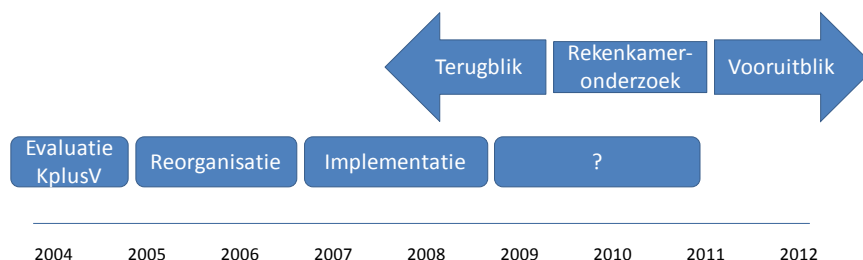 Terugblik
Rekenkamer-
onderzoek
Vooruitblik
Evaluatie
KplusV
Reorganisatie
Implementatie
?
2004 2005 2006 2007 2008 2009 2010 2011 2012